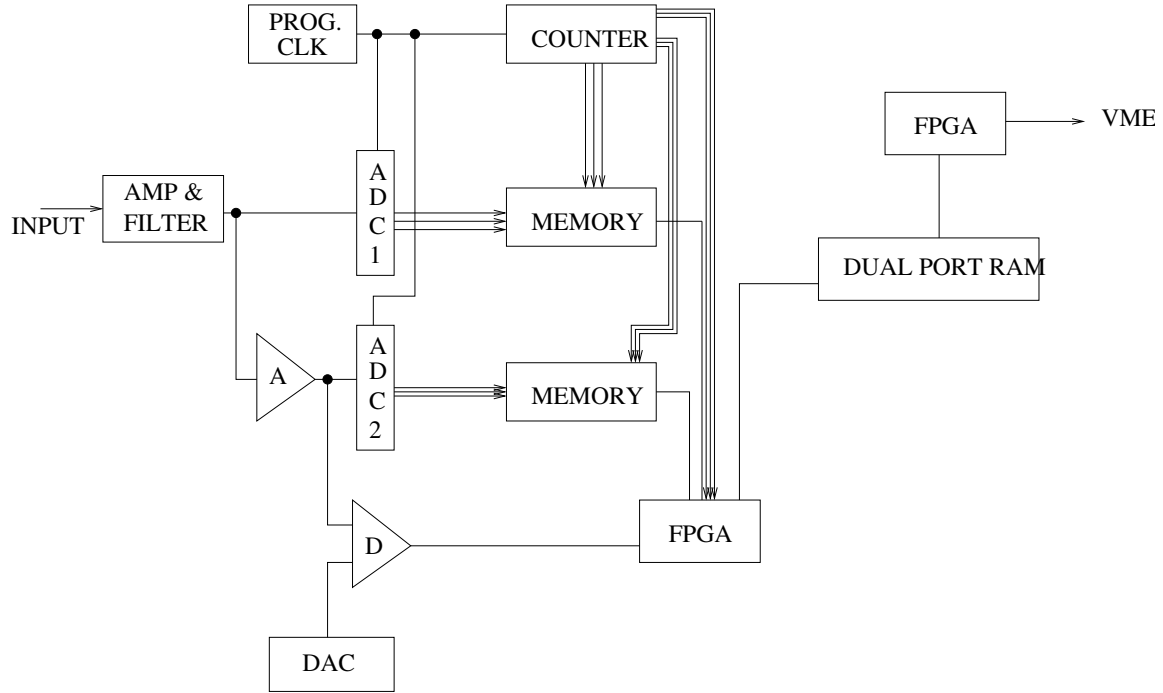 PROG.
CLK
COUNTER
FPGA
VME
A
D
C
1
AMP &
FILTER
INPUT
MEMORY
DUAL PORT RAM
A
D
C
2
A
MEMORY
D
FPGA
DAC